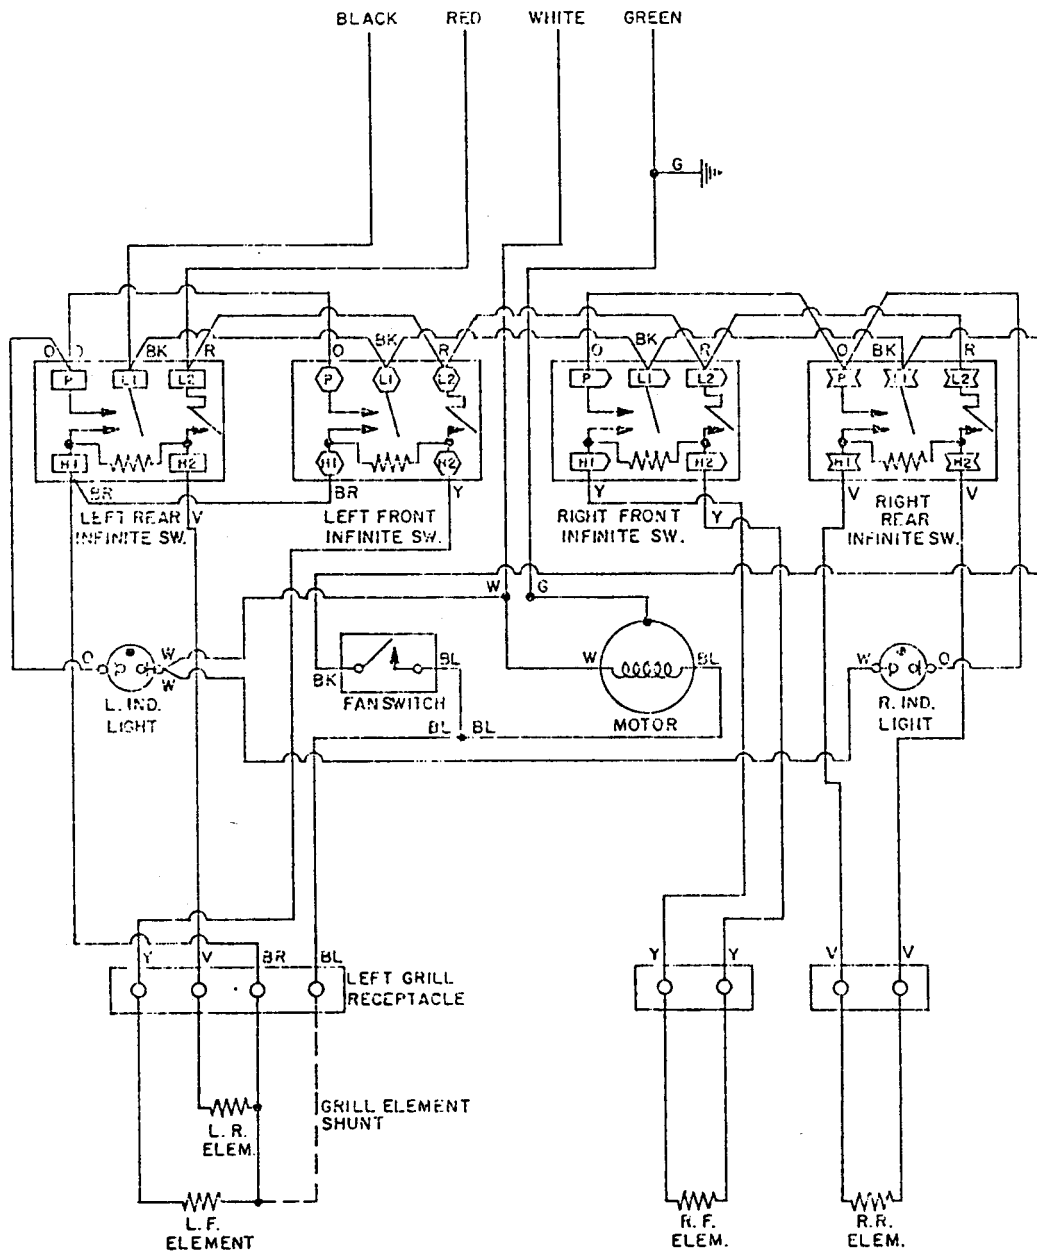 BLACK RED WHITE GREEN
G
O O BK R O BK R O BK R O BK R
P L1 L2 P L1 L2 P L1 L2 P L1 L2
H1 H2 H1 H2 H1 H2 H1 H2
BR V BR Y Y Y V V
LEFT REAR
INFINITE SW.
LEFT FRONT
INFINITE SW.
RIGHT FRONT
INFINITE SW.
RIGHT
REAR
INFINITE SW.
W G
O W
W
L. IND.
LIGHT
BK BL
FAN SWITCH
BL BL
W BL
MOTOR
W O
R. IND.
LIGHT
Y V BR BL
LEFT GRILL
RECEPTACLE
Y Y V V
GRILL ELEMENT
SHUNT
L. R.
ELEM.
L. F.
ELEMENT
R. F.
ELEM.
R.R.
ELEM.